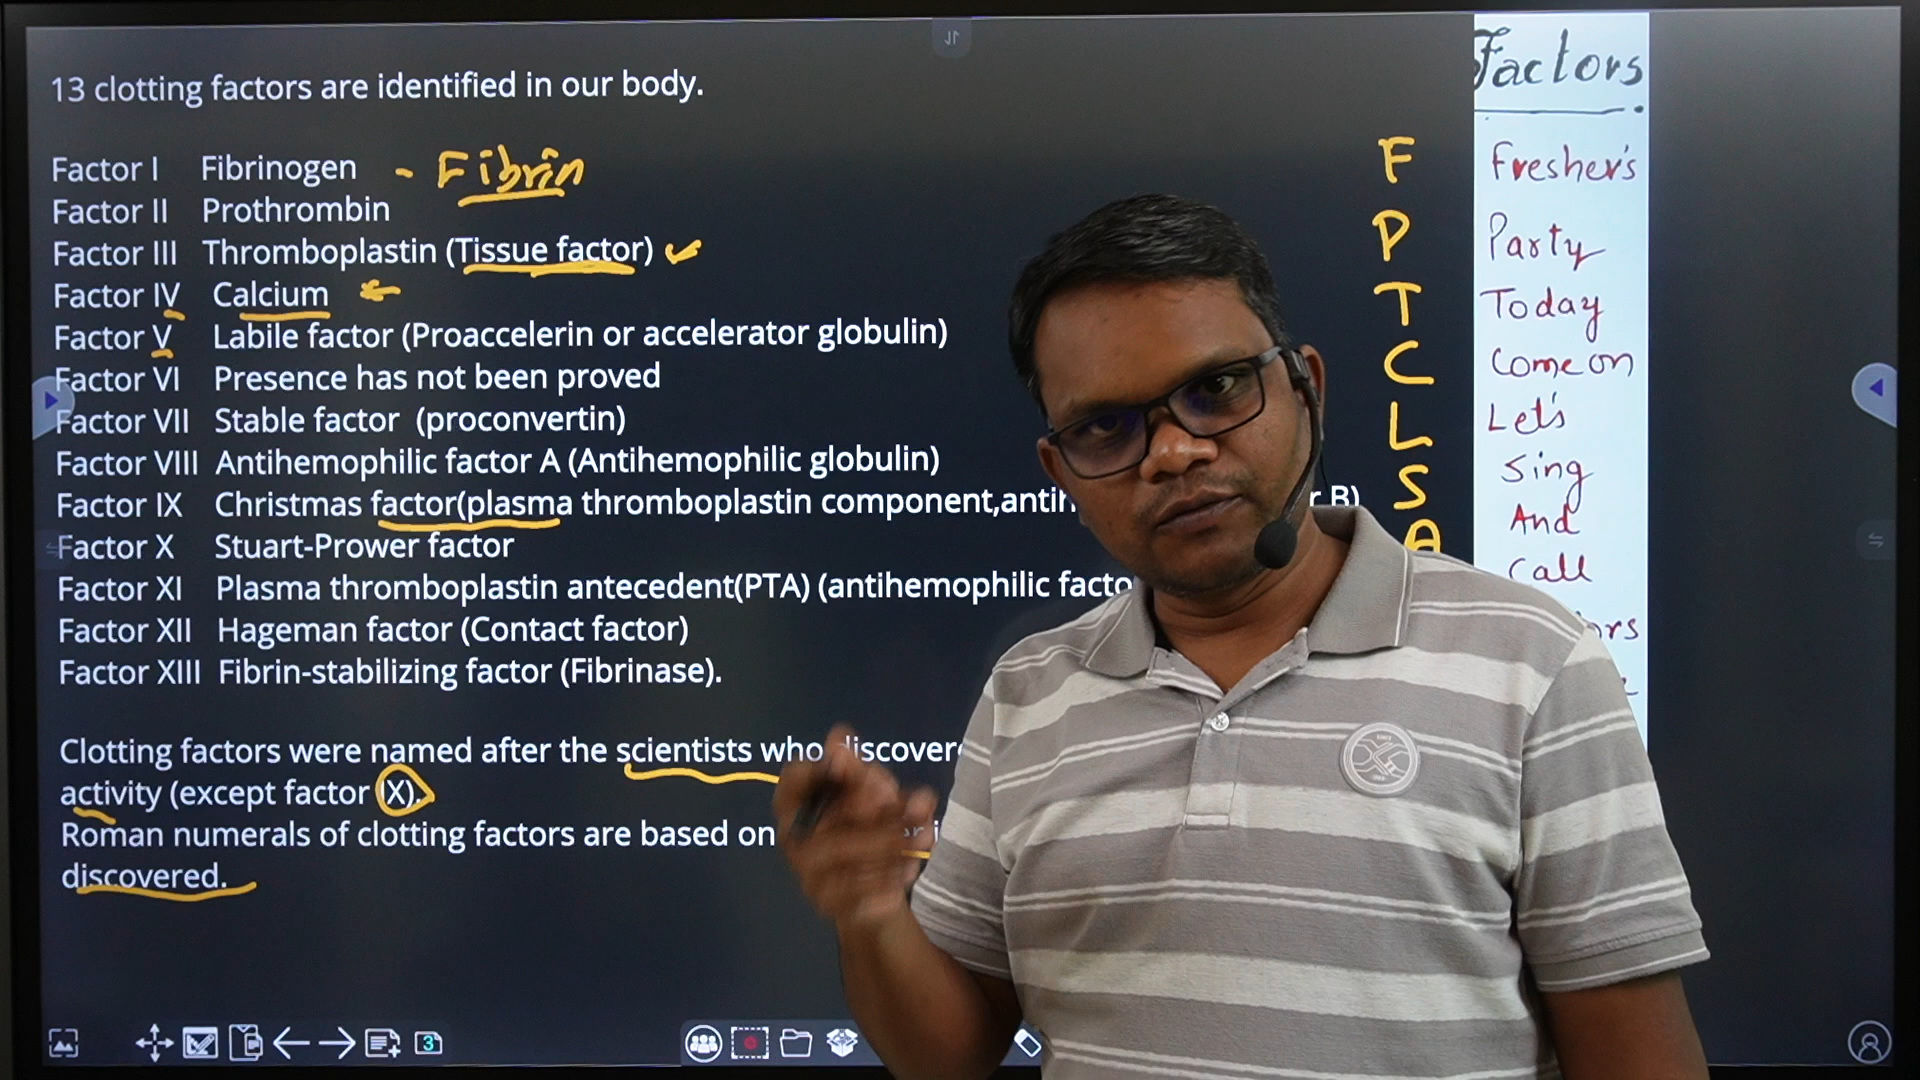 13 clotting factors are identified in our body.
Factor I Fibrinogen - Fibrin
Factor II Prothrombin
Factor III Thromboplastin (Tissue factor)
Factor IV Calcium
Factor V Labile factor (Proaccelerin or accelerator globulin)
Factor VI Presence has not been proved
Factor VII Stable factor (proconvertin)
Factor VIII Antihemophilic factor A (Antihemophilic globulin)
Factor IX Christmas factor(plasma thromboplastin component, B)
Factor X Stuart-Prower factor
Factor XI Plasma thromboplastin antecedent(PTA) (antihemophilic
Factor XII Hageman factor (Contact factor)
Factor XIII Fibrin-stabilizing factor (Fibrinase).
Clotting factors were named after the scientists who
activity (except factor IX).
Roman numerals of clotting factors are based on
discovered.
3
F
P
T
C
L
S
A
Factors
Fresher's
Party
Today
Come on
Let's
Sing
And
Call